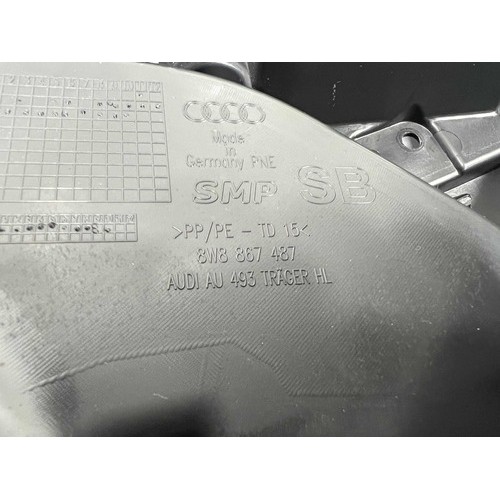 Made
in
Germany PNE
SMP SB
>PP/PE - TD 15<
8W8 867 487
AUDI AU 493 TRÄGER HL